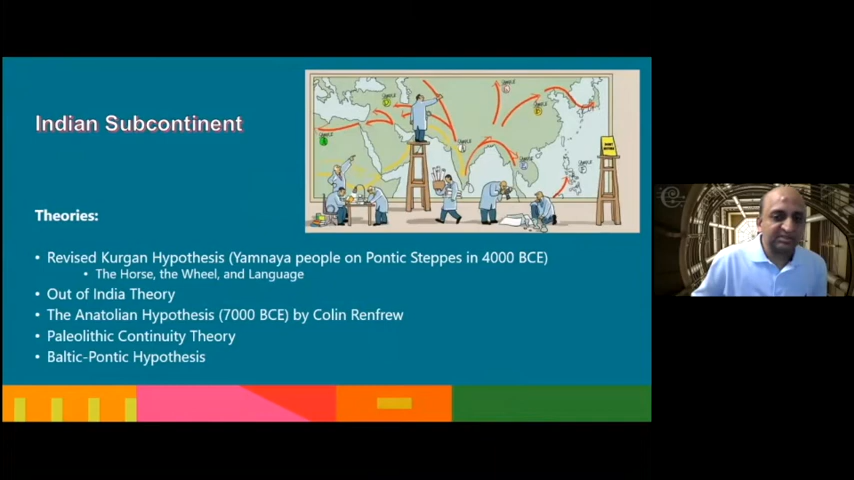 Indian Subcontinent
Theories:
• Revised Kurgan Hypothesis (Yamnaya people on Pontic Steppes in 4000 BCE)
• The Horse, the Wheel, and Language
• Out of India Theory
• The Anatolian Hypothesis (7000 BCE) by Colin Renfrew
• Paleolithic Continuity Theory
• Baltic-Pontic Hypothesis